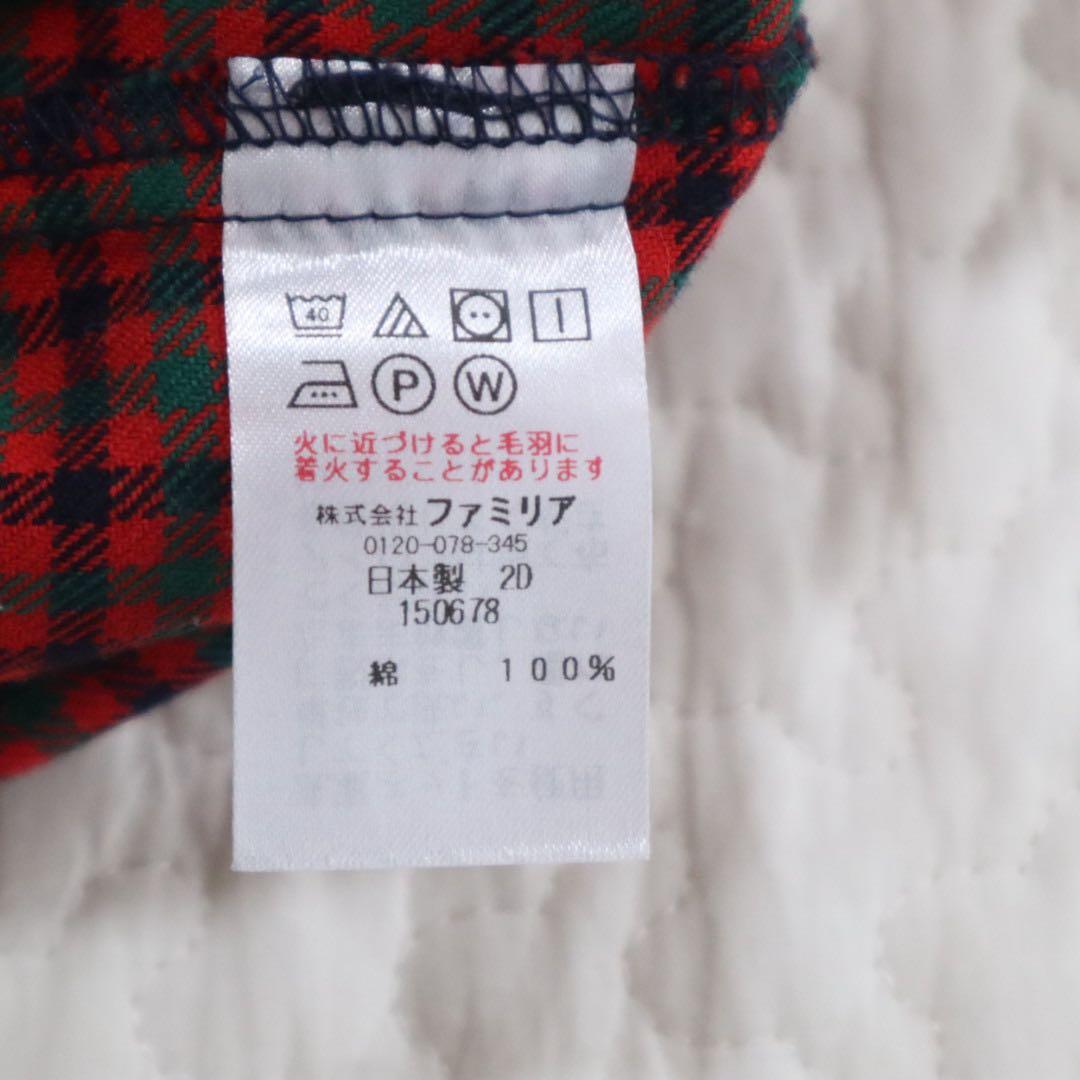 40
P W
火に近づけると毛羽に
着火することがあります
株式会社ファミリア
0120-078-345
日本製 2D
150678
綿 100%